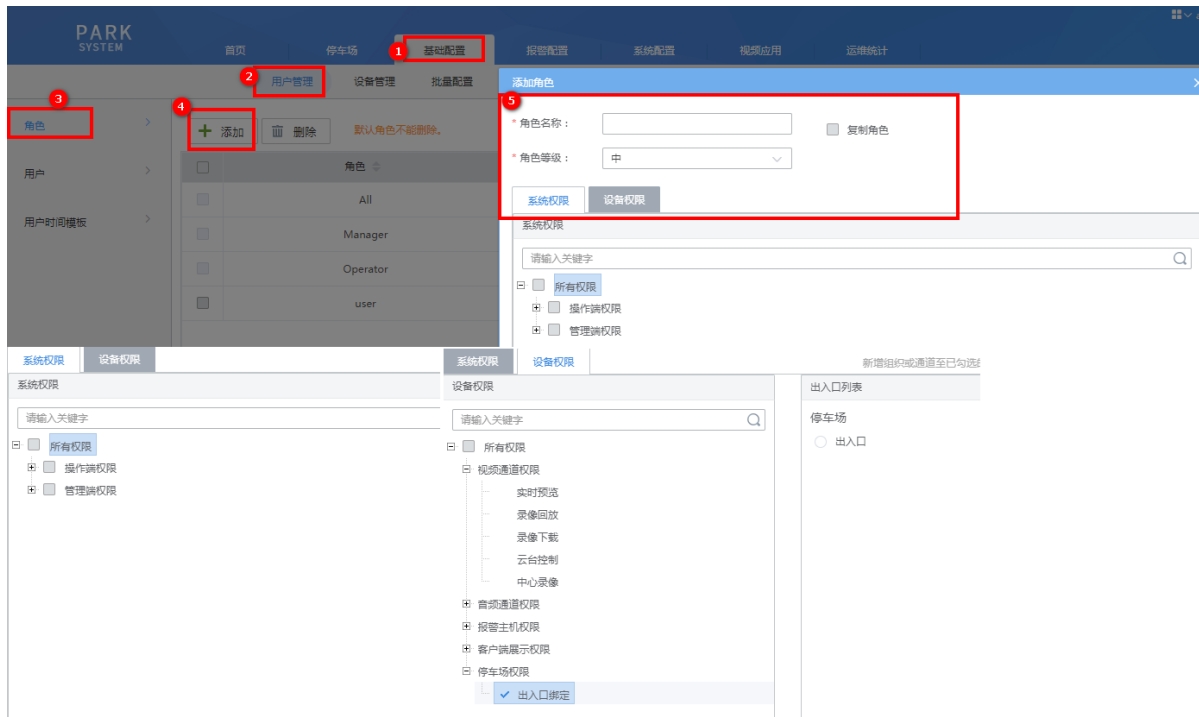 PARK
SYSTEM
首页 停车场 1 基础配置 报警配置 系统配置 视频应用 运维统计
2 用户管理 设备管理 批量配置
添加角色
3
角色
用户
用户时间模板
4
添加 删除 默认角色不能删除。
角色
All
Manager
Operator
user
5
* 角色名称： 复制角色
* 角色等级： 中
系统权限 设备权限
系统权限
请输入关键字
所有权限
操作端权限
管理端权限
系统权限 设备权限
系统权限
请输入关键字
所有权限
操作端权限
管理端权限
系统权限 设备权限 新增组织或通道至已勾选
设备权限
请输入关键字
所有权限
视频通道权限
实时预览
录像回放
录像下载
云台控制
中心录像
音频通道权限
报警主机权限
客户端展示权限
停车场权限
出入口绑定
出入口列表
停车场
出入口